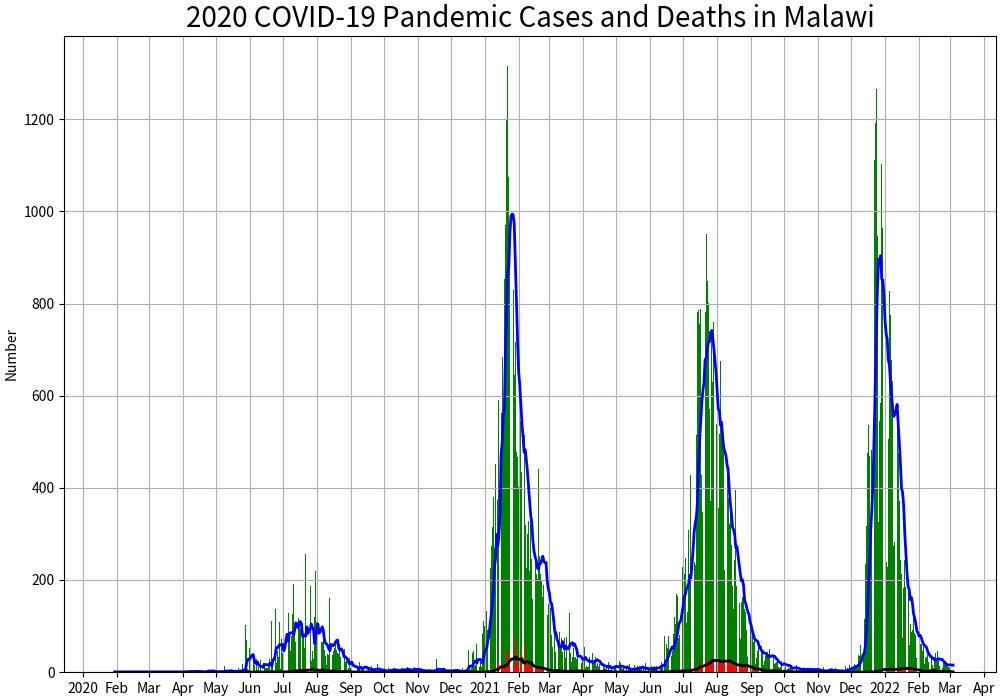 2020 COVID-19 Pandemic Cases and Deaths in Malawi
Number
1200
1000
800
600
400
200
0
2020 Feb Mar Apr May Jun Jul Aug Sep Oct Nov Dec 2021 Feb Mar Apr May Jun Jul Aug Sep Oct Nov Dec 2022 Feb Mar Apr